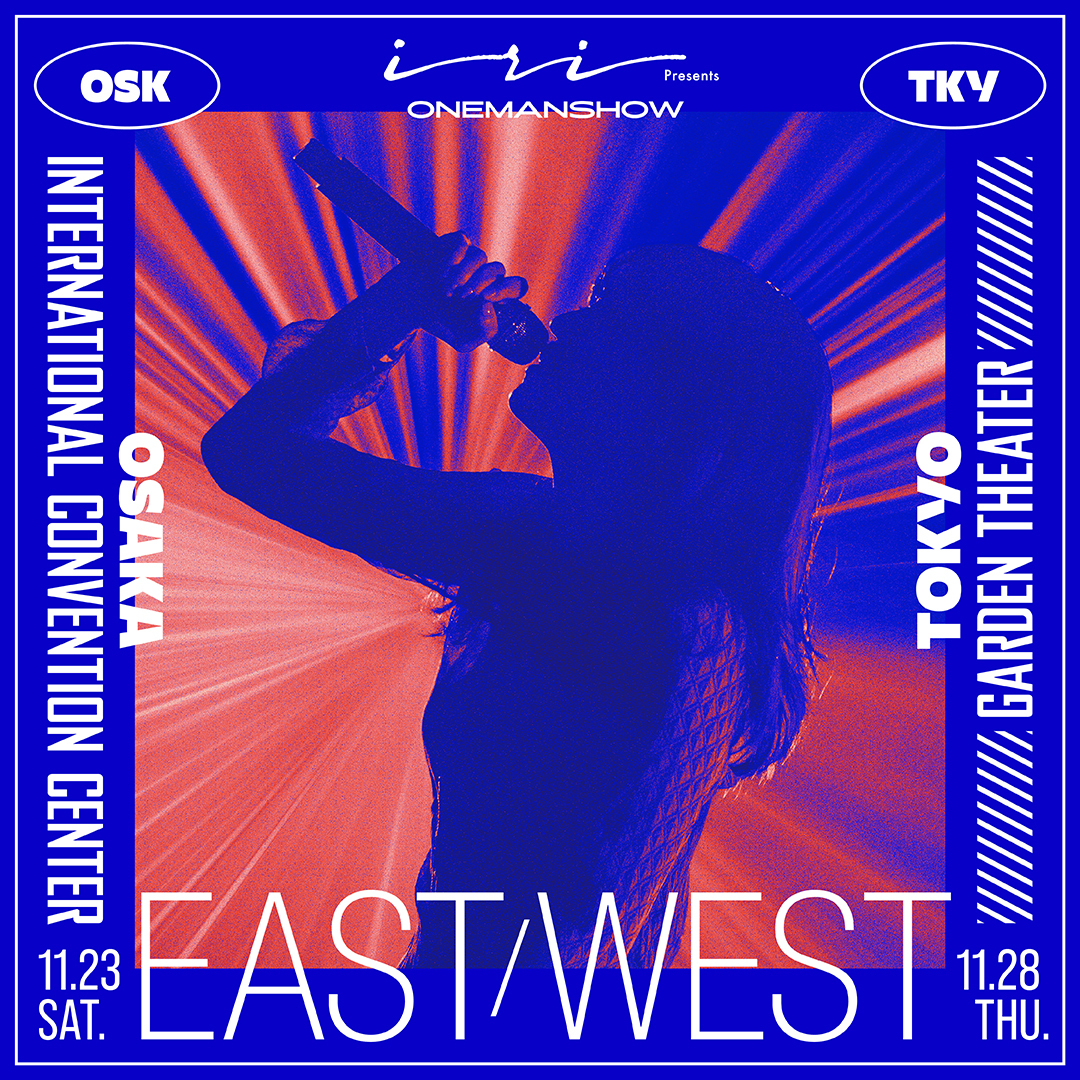 OSK
iri Presents
ONEMANSHOW
TKY
INTERNATIONAL CONVENTION CENTER
OSAKA
TOKYO
GARDEN THEATER
EAST/WEST
11.23
SAT.
11.28
THU.